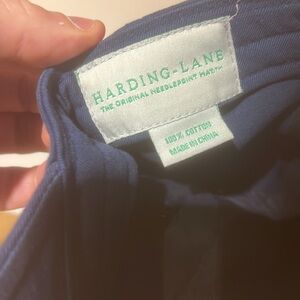 HARDING-LANE
THE ORIGINAL NEEDLEPOINT HAT™
100% COTTON
MADE IN CHINA